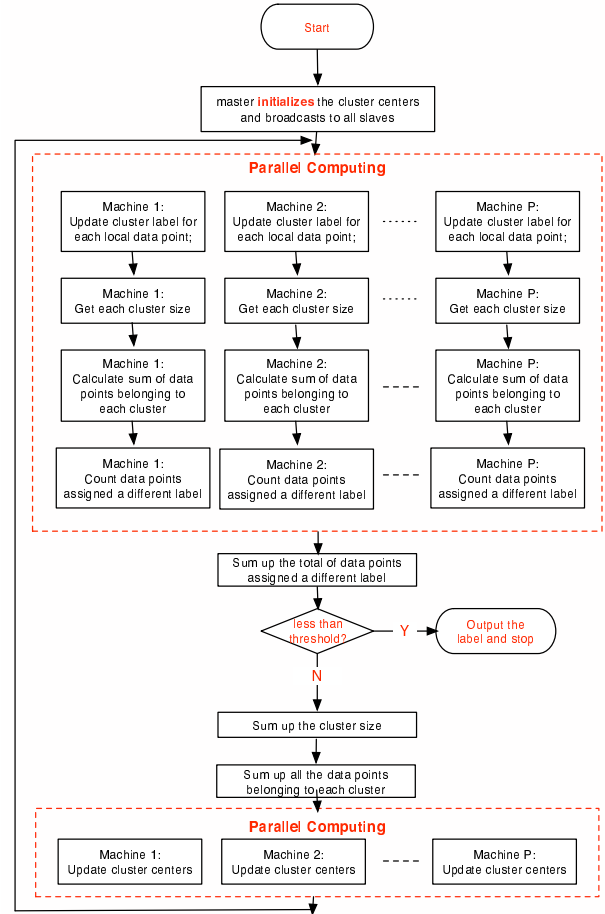 Start
master initializes the cluster centers
and broadcasts to all slaves
Parallel Computing
Machine 1:
Update cluster label for
each local data point;
Machine 2:
Update cluster label for
each local data point;
Machine P:
Update cluster label for
each local data point;
Machine 1:
Get each cluster size
Machine 2:
Get each cluster size
Machine P:
Get each cluster size
Machine 1:
Calculate sum of data
points belonging to
each cluster
Machine 2:
Calculate sum of data
points belonging to
each cluster
Machine P:
Calculate sum of data
points belonging to
each cluster
Machine 1:
Count data points
assigned a different label
Machine 2:
Count data points
assigned a different label
Machine P:
Count data points
assigned a different label
Sum up the total of data points
assigned a different label
less than
threshold?
Y
Output the
label and stop
N
Sum up the cluster size
Sum up all the data points
belonging to each cluster
Parallel Computing
Machine 1:
Update cluster centers
Machine 2:
Update cluster centers
Machine P:
Update cluster centers